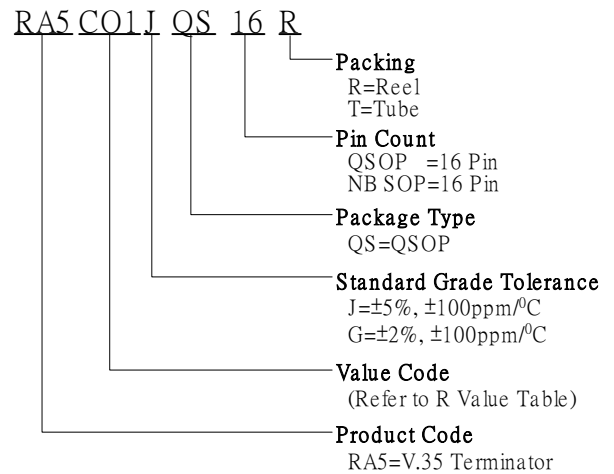 RA5 CO1 J QS 16 R
Packing
R=Reel
T=Tube
Pin Count
QSOP =16 Pin
NB SOP=16 Pin
Package Type
QS=QSOP
Standard Grade Tolerance
J=±5%, ±100ppm/⁰C
G=±2%, ±100ppm/⁰C
Value Code
(Refer to R Value Table)
Product Code
RA5=V.35 Terminator